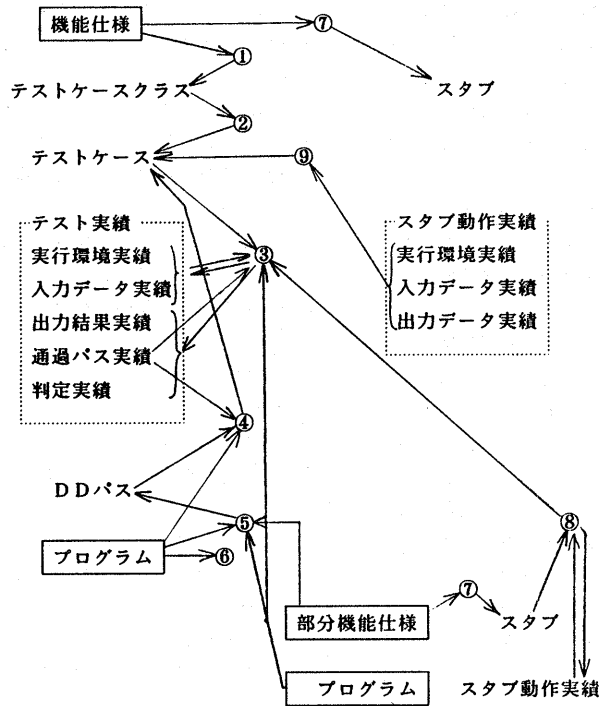 機能仕様
⑦
①
テストケースクラス
スタブ
②
テストケース
⑨
テスト実績
スタブ動作実績
実行環境実績
③
実行環境実績
入力データ実績
入力データ実績
出力結果実績
出力データ実績
通過パス実績
判定実績
④
DDパス
⑤
⑧
プログラム
⑥
⑦
部分機能仕様
スタブ
プログラム
スタブ動作実績